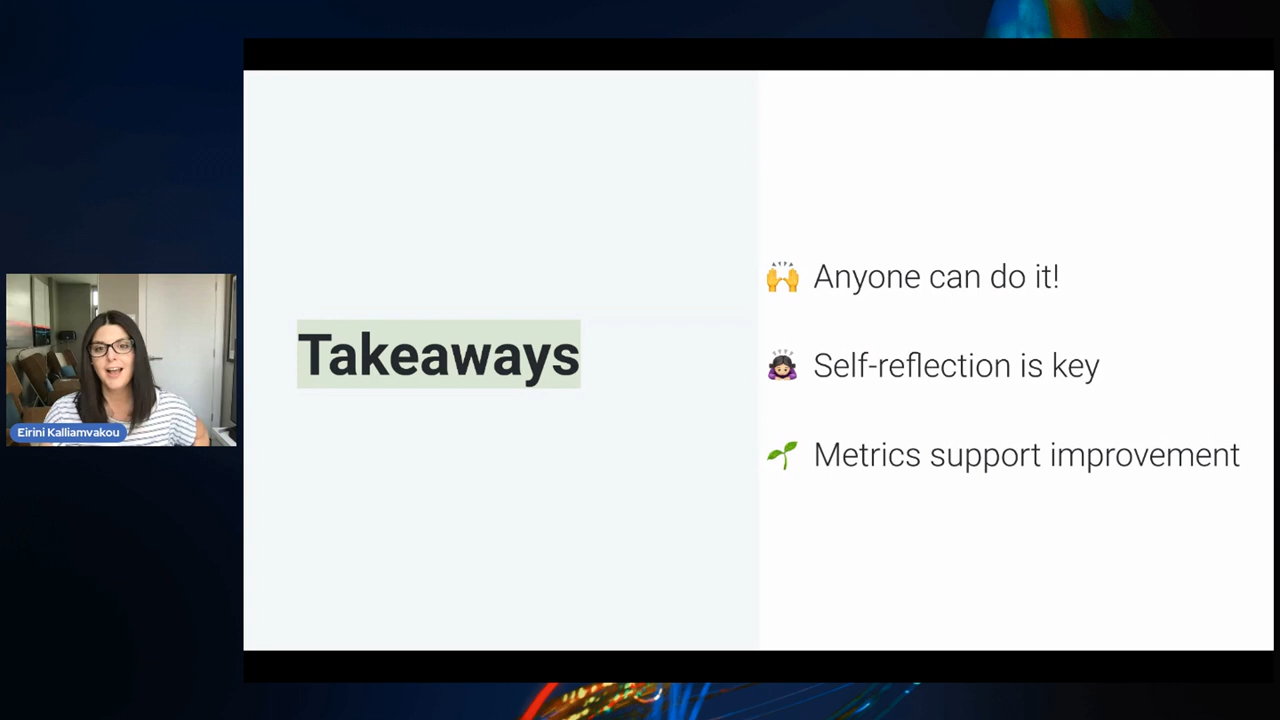 Takeaways
Anyone can do it!
Self-reflection is key
Metrics support improvement
Eirini Kalliamvakou